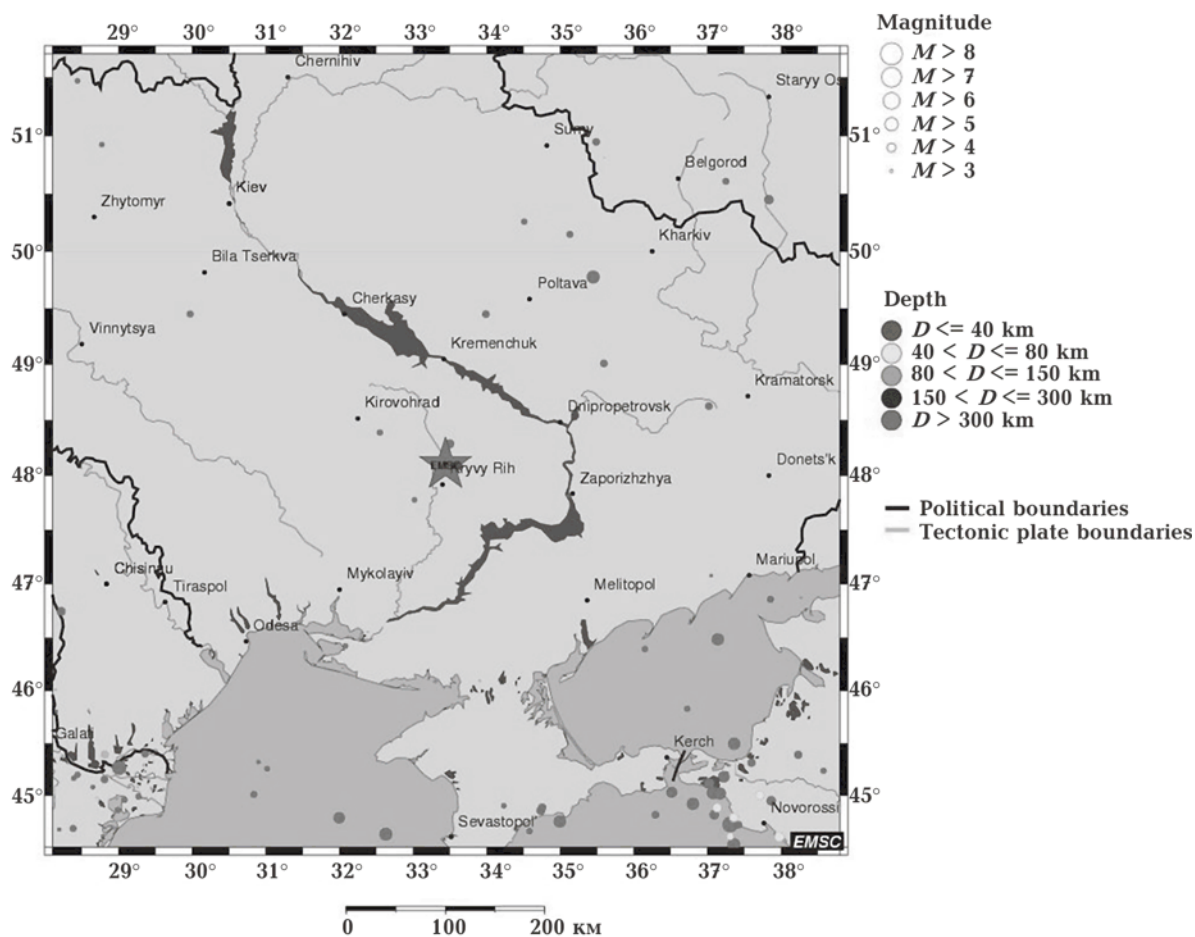 29° 30° 31° 32° 33° 34° 35° 36° 37° 38°
Magnitude
M > 8
M > 7
M > 6
M > 5
M > 4
M > 3
Chernihiv
Staryy Os
51° 51°
Sumy
Belgorod
Kiev
Zhytomyr
Kharkiv
50° 50°
Bila Tserkva
Poltava
Cherkasy
Vinnytsya
Kremenchuk
49° 49°
Kramatorsk
Kirovohrad
Dnipropetrovsk
Depth
D <= 40 km
40 < D <= 80 km
80 < D <= 150 km
150 < D <= 300 km
D > 300 km
Kryvy Rih
Donets'k
48° 48°
Zaporizhzhya
Political boundaries
Tectonic plate boundaries
Chisinau
Mykolayiv
Mariupol
47° 47°
Tiraspol
Melitopol
Odesa
46° 46°
Galati
Kerch
45° 45°
Sevastopol
Novorossi
EMSC
29° 30° 31° 32° 33° 34° 35° 36° 37° 38°
0 100 200 км